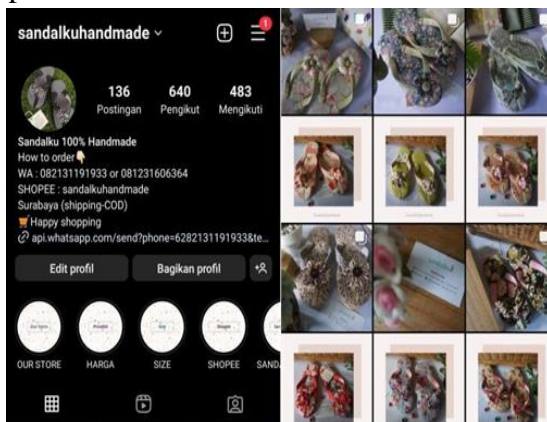 sandalkuhandmade
1
136 640 483
Postingan Pengikut Mengikuti
Sandalku 100% Handmade
How to order👇🏻
WA : 082131191933 or 081231606364
SHOPEE : sandalkuhandmade
Surabaya (shipping-COD)
🛒Happy shopping
api.whatsapp.com/send?phone=6282131191933&te...
Edit profil Bagikan profil
OUR STORE HARGA SIZE SHOPEE SAND